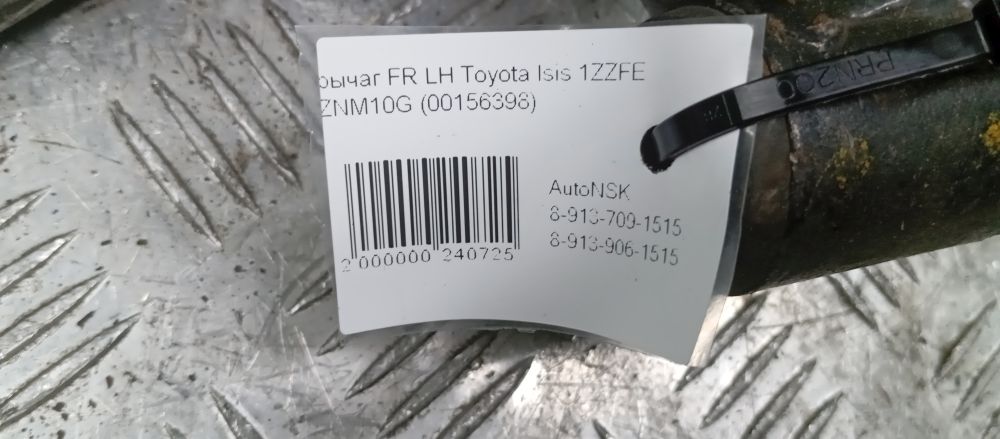 рычаг FR LH Toyota Isis 1ZZFE
ZNM10G (00156398)
AutoNSK
8-913-709-1515
8-913-906-1515
2 000000 240725
PRN200